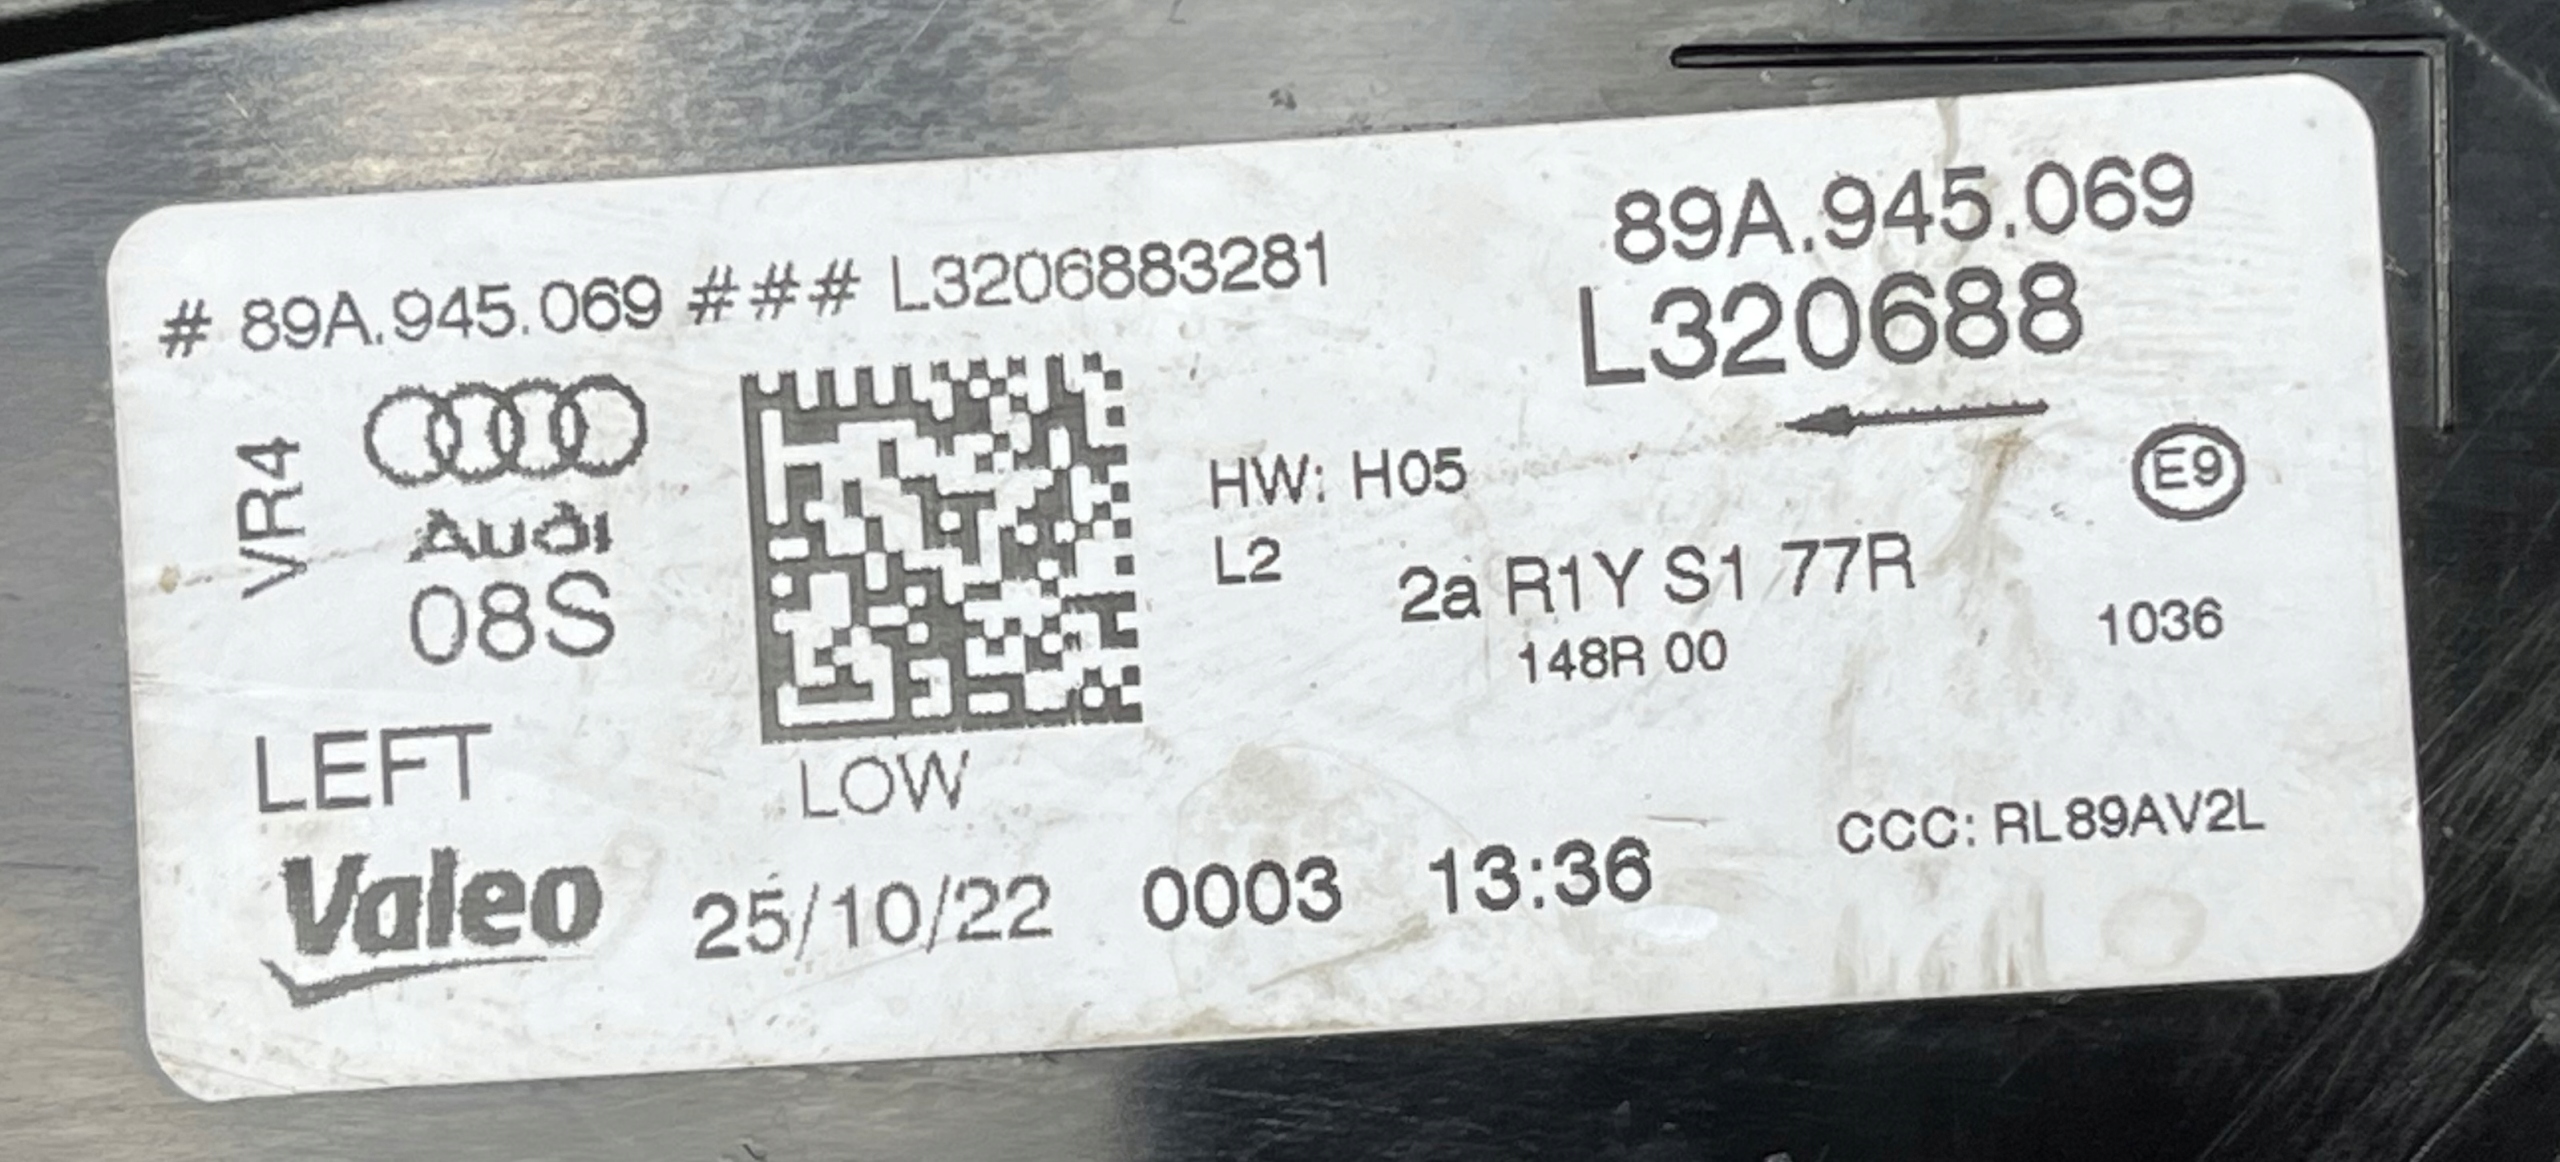 # 89A.945.069 ### L3206883281
89A.945.069
L320688
VR4
Audi
08S
HW: H05
L2
E9
2a R1Y S1 77R
148R 00
1036
LEFT
LOW
Valeo
25/10/22 0003 13:36
CCC: RL89AV2L